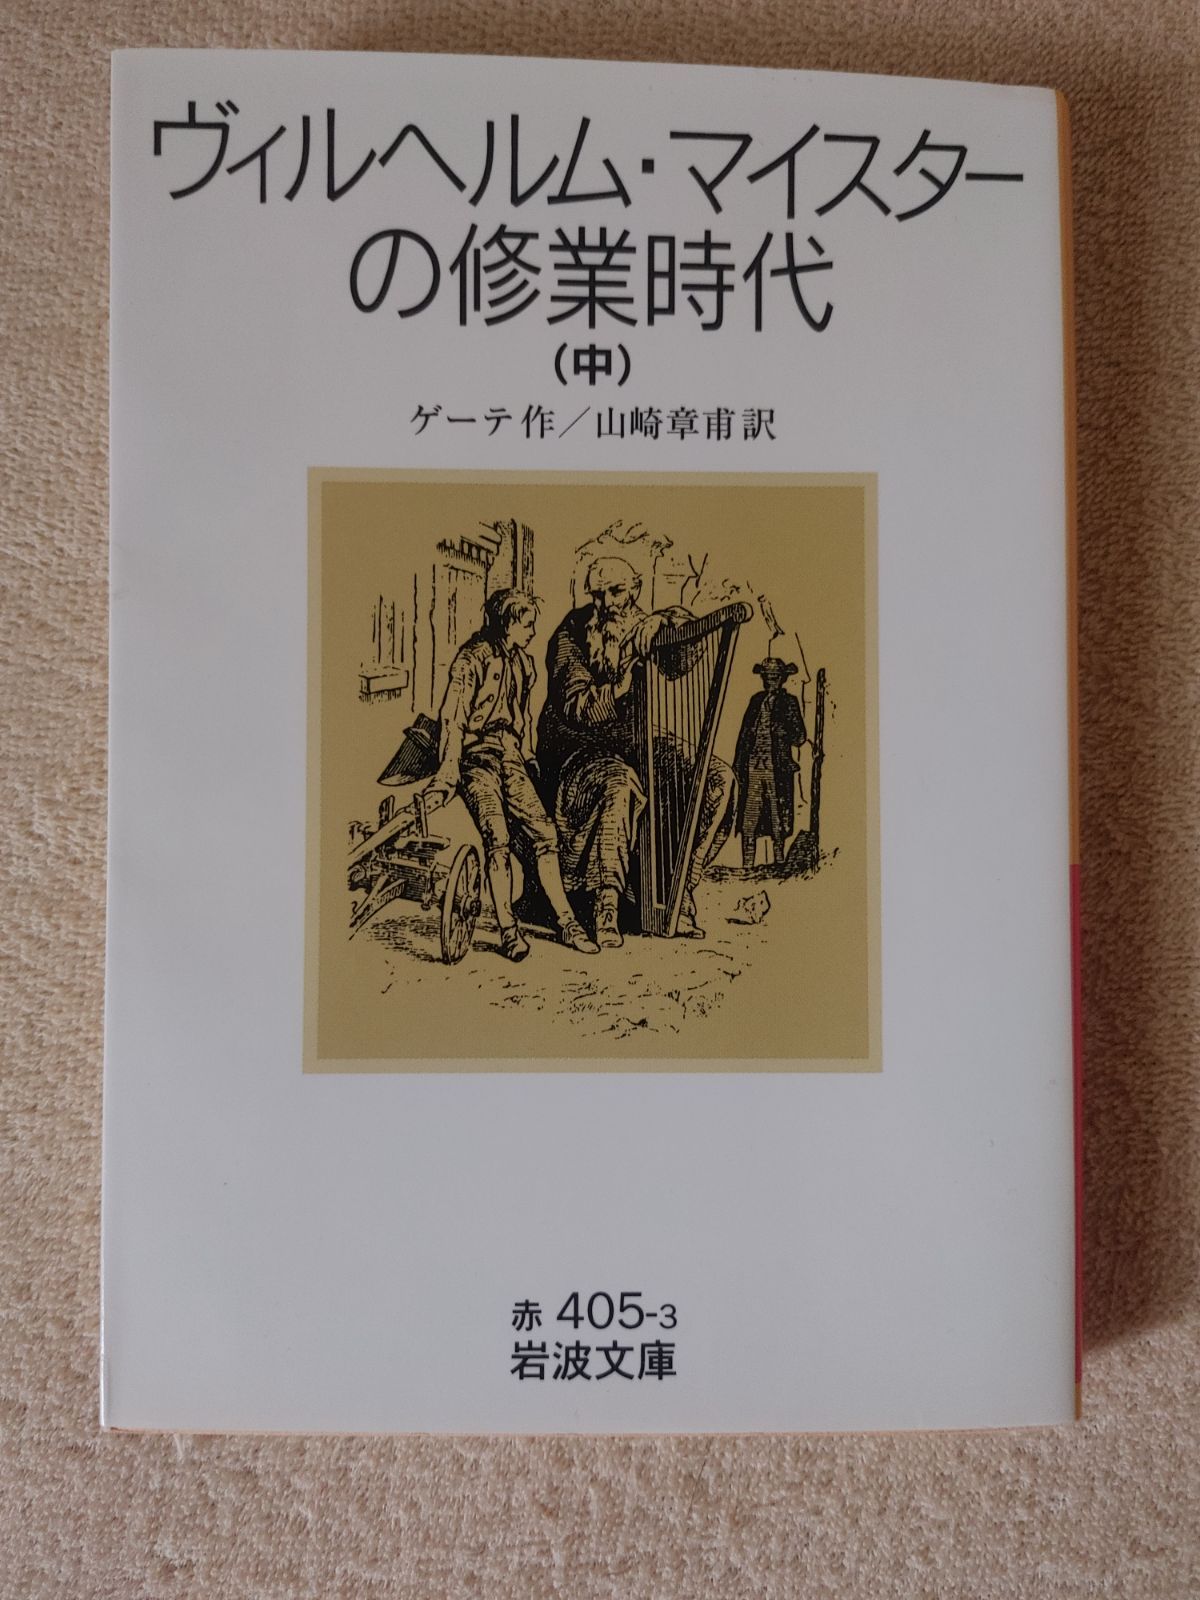 ヴィルヘルム・マイスター
の修業時代
(中)
ゲーテ作／山崎章甫訳
赤 405-3
岩波文庫